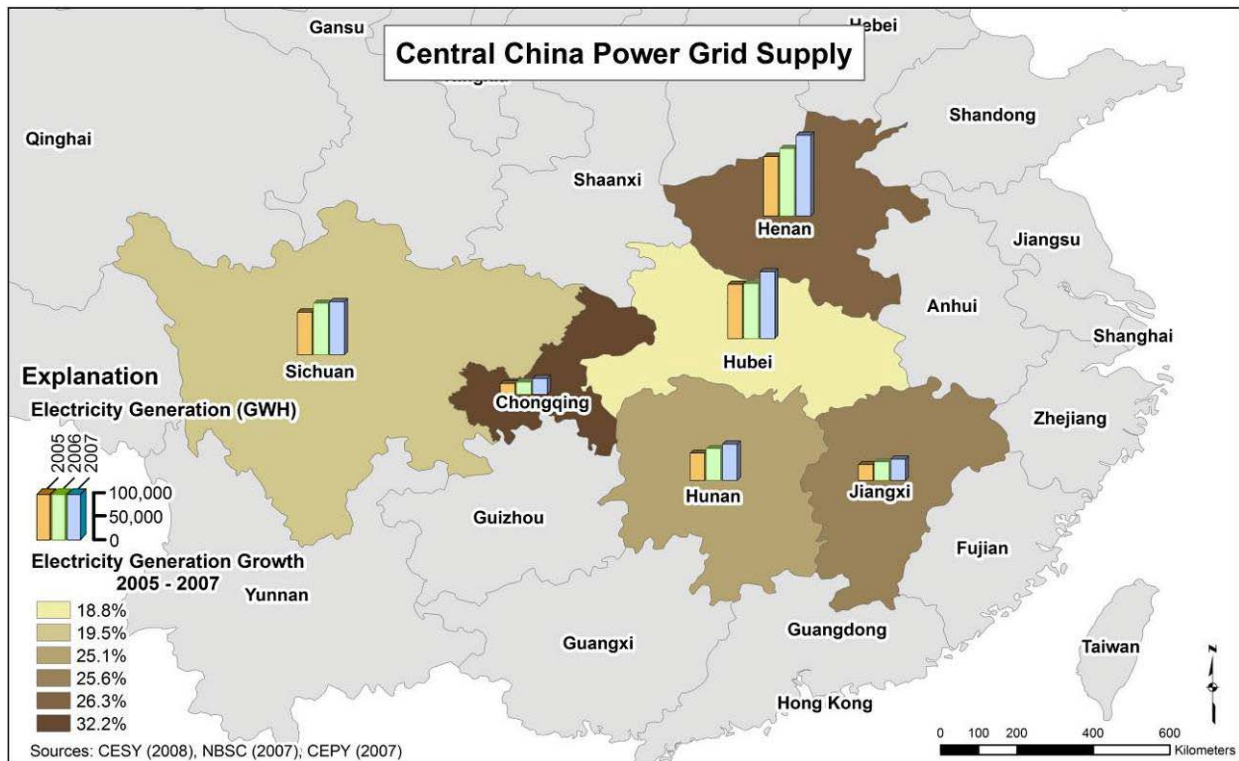 Central China Power Grid Supply
Gansu
Hebei
Shandong
Qinghai
Shaanxi
Henan
Jiangsu
Anhui
Shanghai
Sichuan
Hubei
Chongqing
Zhejiang
Hunan
Jiangxi
Guizhou
Fujian
Yunnan
Guangxi
Guangdong
Taiwan
Hong Kong
Explanation
Electricity Generation (GWH)
2005
2006
2007
100,000
50,000
0
Electricity Generation Growth
2005 - 2007
18.8%
19.5%
25.1%
25.6%
26.3%
32.2%
Sources: CESY (2008), NBSC (2007), CEPY (2007)
N
0 100 200 400 600
Kilometers